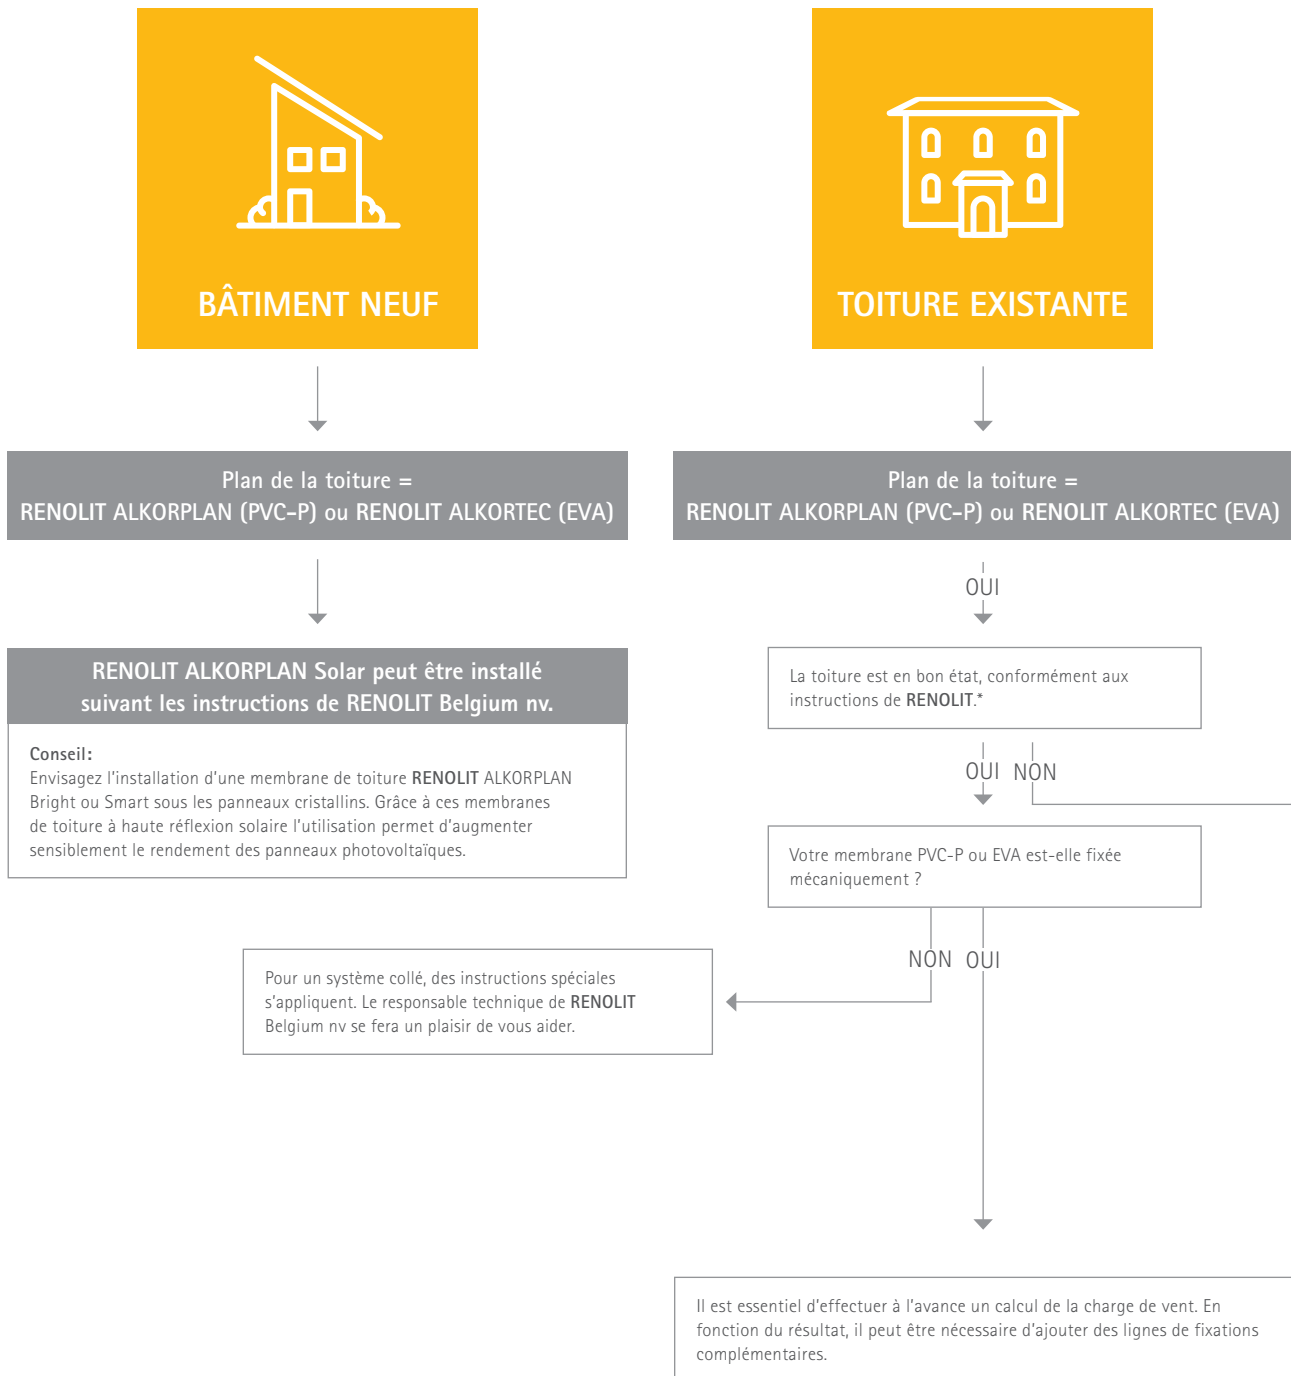 BÂTIMENT NEUF
Plan de la toiture =
RENOLIT ALKORPLAN (PVC-P) ou RENOLIT ALKORTEC (EVA)
RENOLIT ALKORPLAN Solar peut être installé
suivant les instructions de RENOLIT Belgium nv.
Conseil:
Envisagez l'installation d'une membrane de toiture RENOLIT ALKORPLAN
Bright ou Smart sous les panneaux cristallins. Grâce à ces membranes
de toiture à haute réflexion solaire l'utilisation permet d'augmenter
sensiblement le rendement des panneaux photovoltaïques.
TOITURE EXISTANTE
Plan de la toiture =
RENOLIT ALKORPLAN (PVC-P) ou RENOLIT ALKORTEC (EVA)
OUI
La toiture est en bon état, conformément aux
instructions de RENOLIT.*
OUI NON
Votre membrane PVC-P ou EVA est-elle fixée
mécaniquement ?
NON OUI
Pour un système collé, des instructions spéciales
s'appliquent. Le responsable technique de RENOLIT
Belgium nv se fera un plaisir de vous aider.
Il est essentiel d'effectuer à l'avance un calcul de la charge de vent. En
fonction du résultat, il peut être nécessaire d'ajouter des lignes de fixations
complémentaires.